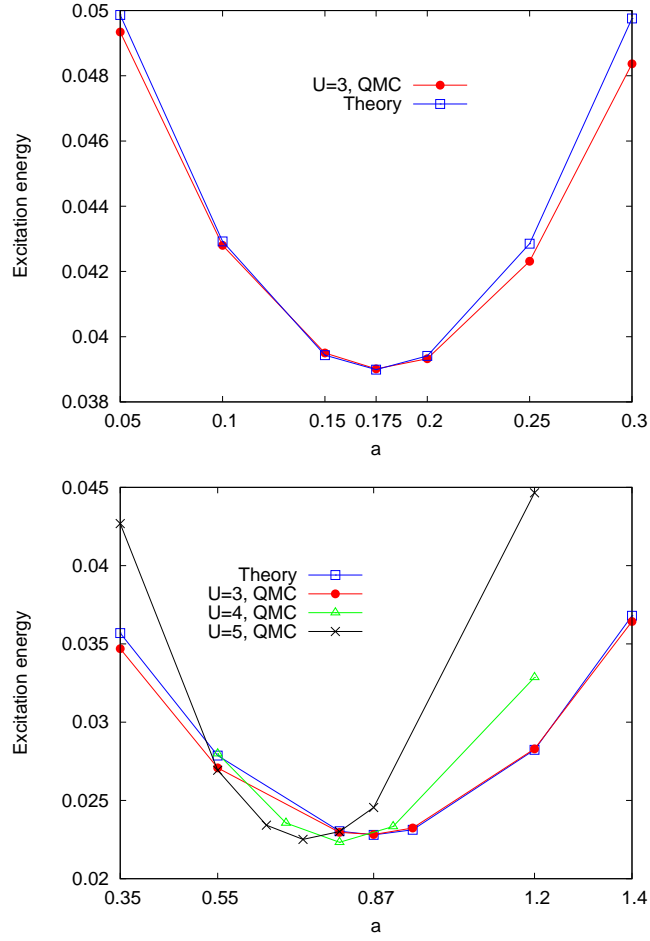 0.05
0.048
0.046
0.044
0.042
0.04
0.038
Excitation energy
U=3, QMC
Theory
0.05 0.1 0.15 0.175 0.2 0.25 0.3
a
0.045
0.04
0.035
0.03
0.025
0.02
Excitation energy
Theory
U=3, QMC
U=4, QMC
U=5, QMC
0.35 0.55 0.87 1.2 1.4
a